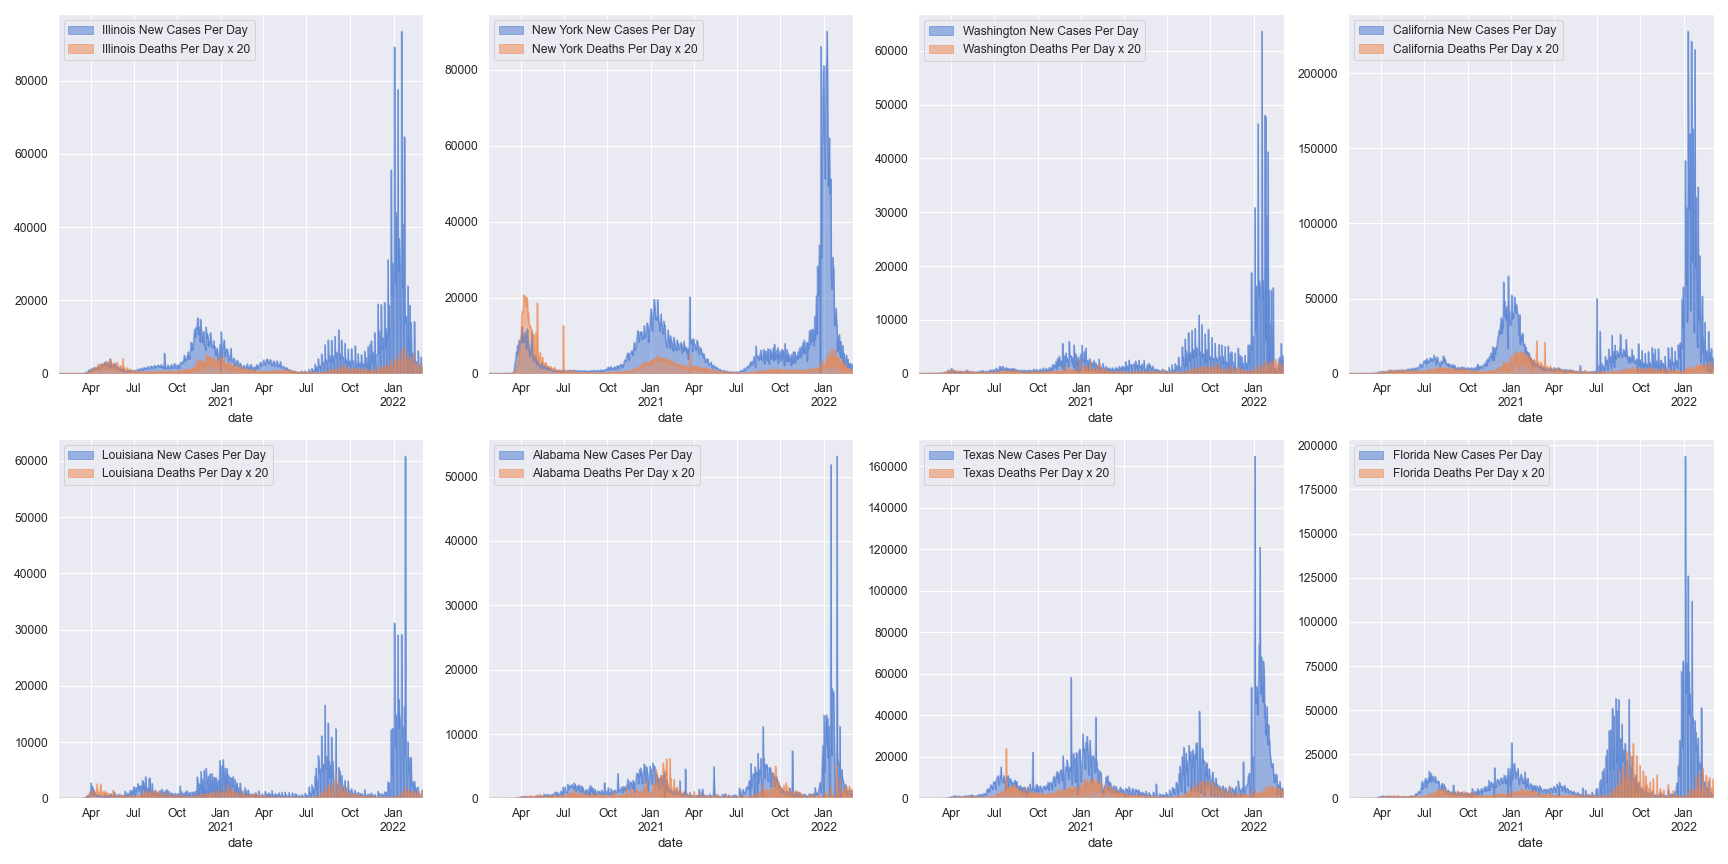 Illinois New Cases Per Day
Illinois Deaths Per Day x 20
80000
60000
40000
20000
0
Apr Jul Oct Jan Apr Jul Oct Jan
2021 2022
date
New York New Cases Per Day
New York Deaths Per Day x 20
80000
60000
40000
20000
0
Apr Jul Oct Jan Apr Jul Oct Jan
2021 2022
date
Washington New Cases Per Day
Washington Deaths Per Day x 20
60000
50000
40000
30000
20000
10000
0
Apr Jul Oct Jan Apr Jul Oct Jan
2021 2022
date
California New Cases Per Day
California Deaths Per Day x 20
200000
150000
100000
50000
0
Apr Jul Oct Jan Apr Jul Oct Jan
2021 2022
date
Louisiana New Cases Per Day
Louisiana Deaths Per Day x 20
60000
50000
40000
30000
20000
10000
0
Apr Jul Oct Jan Apr Jul Oct Jan
2021 2022
date
Alabama New Cases Per Day
Alabama Deaths Per Day x 20
50000
40000
30000
20000
10000
0
Apr Jul Oct Jan Apr Jul Oct Jan
2021 2022
date
Texas New Cases Per Day
Texas Deaths Per Day x 20
160000
140000
120000
100000
80000
60000
40000
20000
0
Apr Jul Oct Jan Apr Jul Oct Jan
2021 2022
date
Florida New Cases Per Day
Florida Deaths Per Day x 20
200000
175000
150000
125000
100000
75000
50000
25000
0
Apr Jul Oct Jan Apr Jul Oct Jan
2021 2022
date